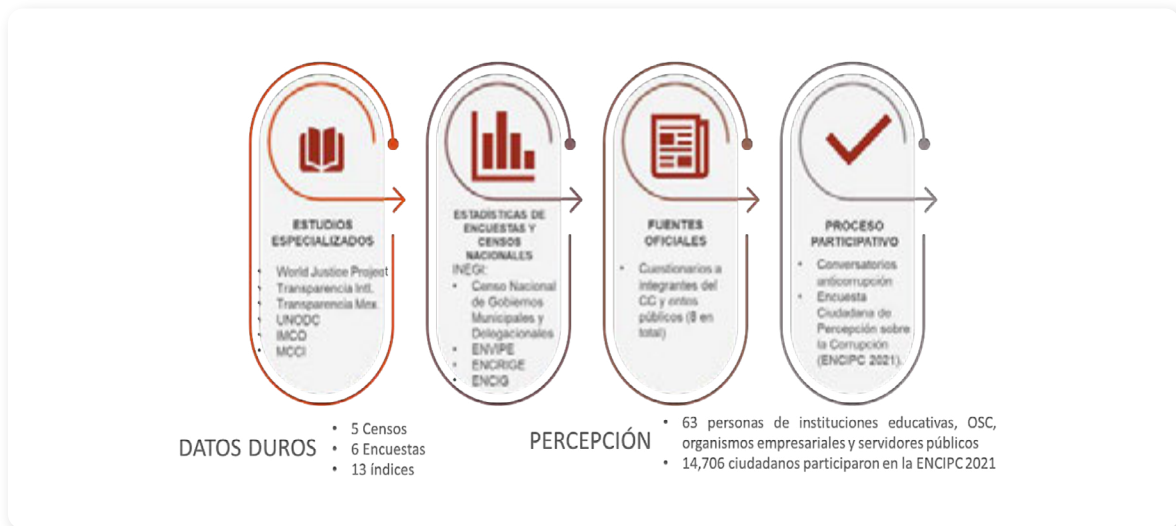 ESTUDIOS
ESPECIALIZADOS
World Justice Project
Transparencia Intl.
Transparencia Mex.
UNODC
IMCO
MCCI
ESTADÍSTICAS DE
ENCUESTAS Y
CENSOS
NACIONALES
INEGI:
• Censo Nacional
de Gobiernos
Municipales y
Delegacionales
• ENVIPE
• ENCRIGE
• ENCIG
FUENTES
OFICIALES
• Cuestionarios a
integrantes del
CC y entes
públicos (8 en
total)
PROCESO
PARTICIPATIVO
• Conversatorios
anticorrupción
• Encuesta
Ciudadana de
Percepción sobre
la Corrupción
(ENCIPC 2021).
DATOS DUROS
• 5 Censos
• 6 Encuestas
• 13 índices
PERCEPCIÓN
• 63 personas de instituciones educativas, OSC,
organismos empresariales y servidores públicos
• 14,706 ciudadanos participaron en la ENCIPC 2021